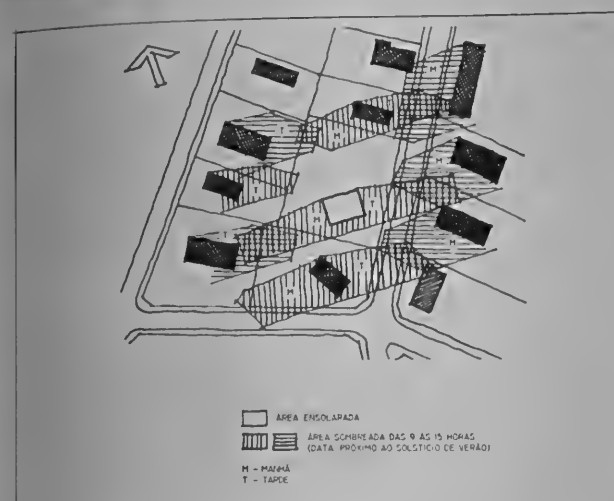 T
M
M
M
T
M
T
M
T
M
T
M
ÁREA ENSOLARADA
ÁREA SOMBREADA DAS 9 ÀS 15 HORAS
(DATA PRÓXIMO AO SOLSTÍCIO DE VERÃO)
M - MANHÃ
T - TARDE